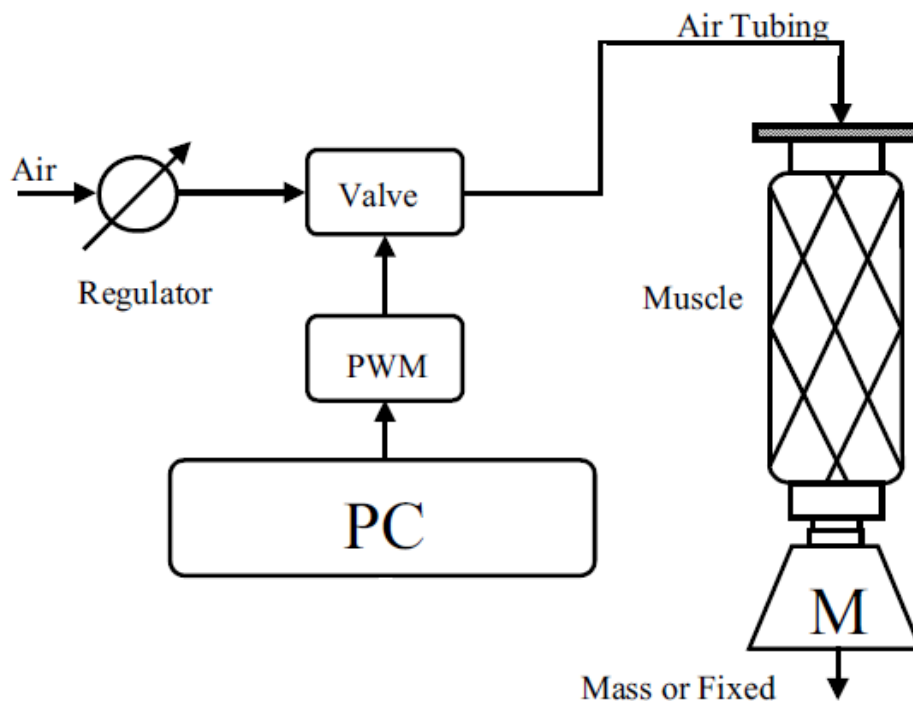 Air Tubing
Air
Valve
Regulator
Muscle
PWM
PC
M
Mass or Fixed